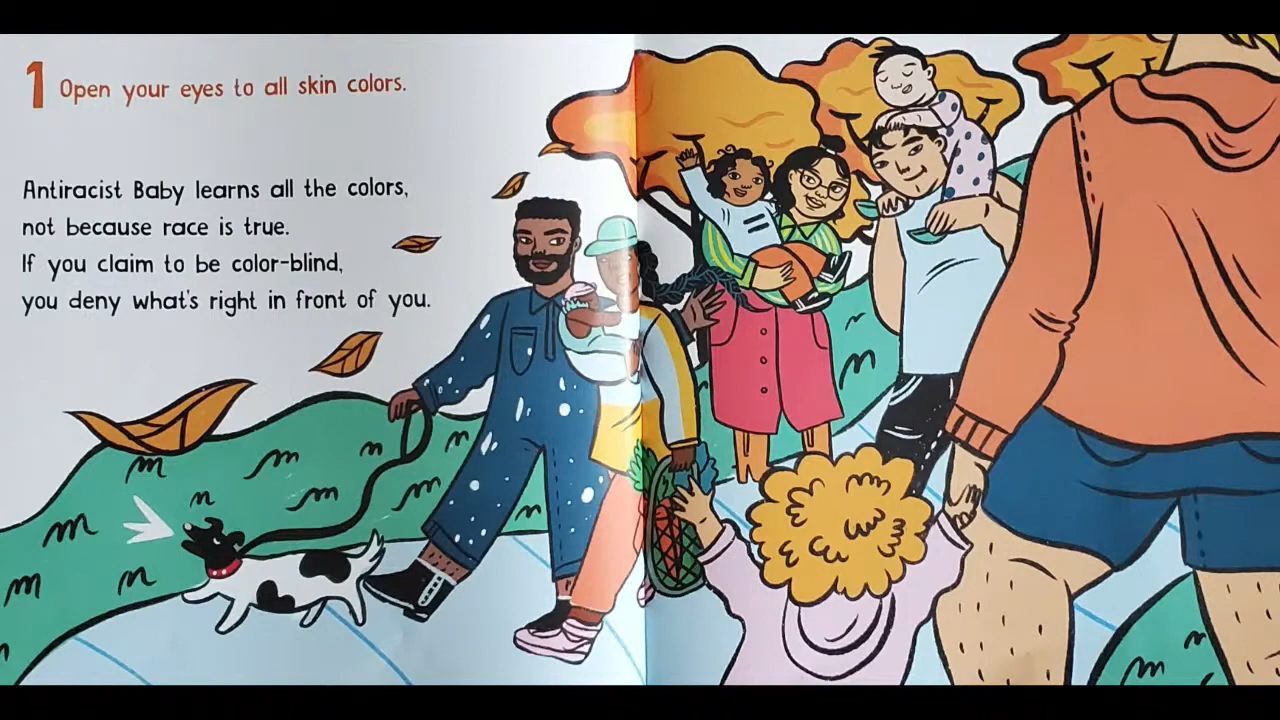 1 Open your eyes to all skin colors.
Antiracist Baby learns all the colors,
not because race is true.
If you claim to be color-blind,
you deny what's right in front of you.